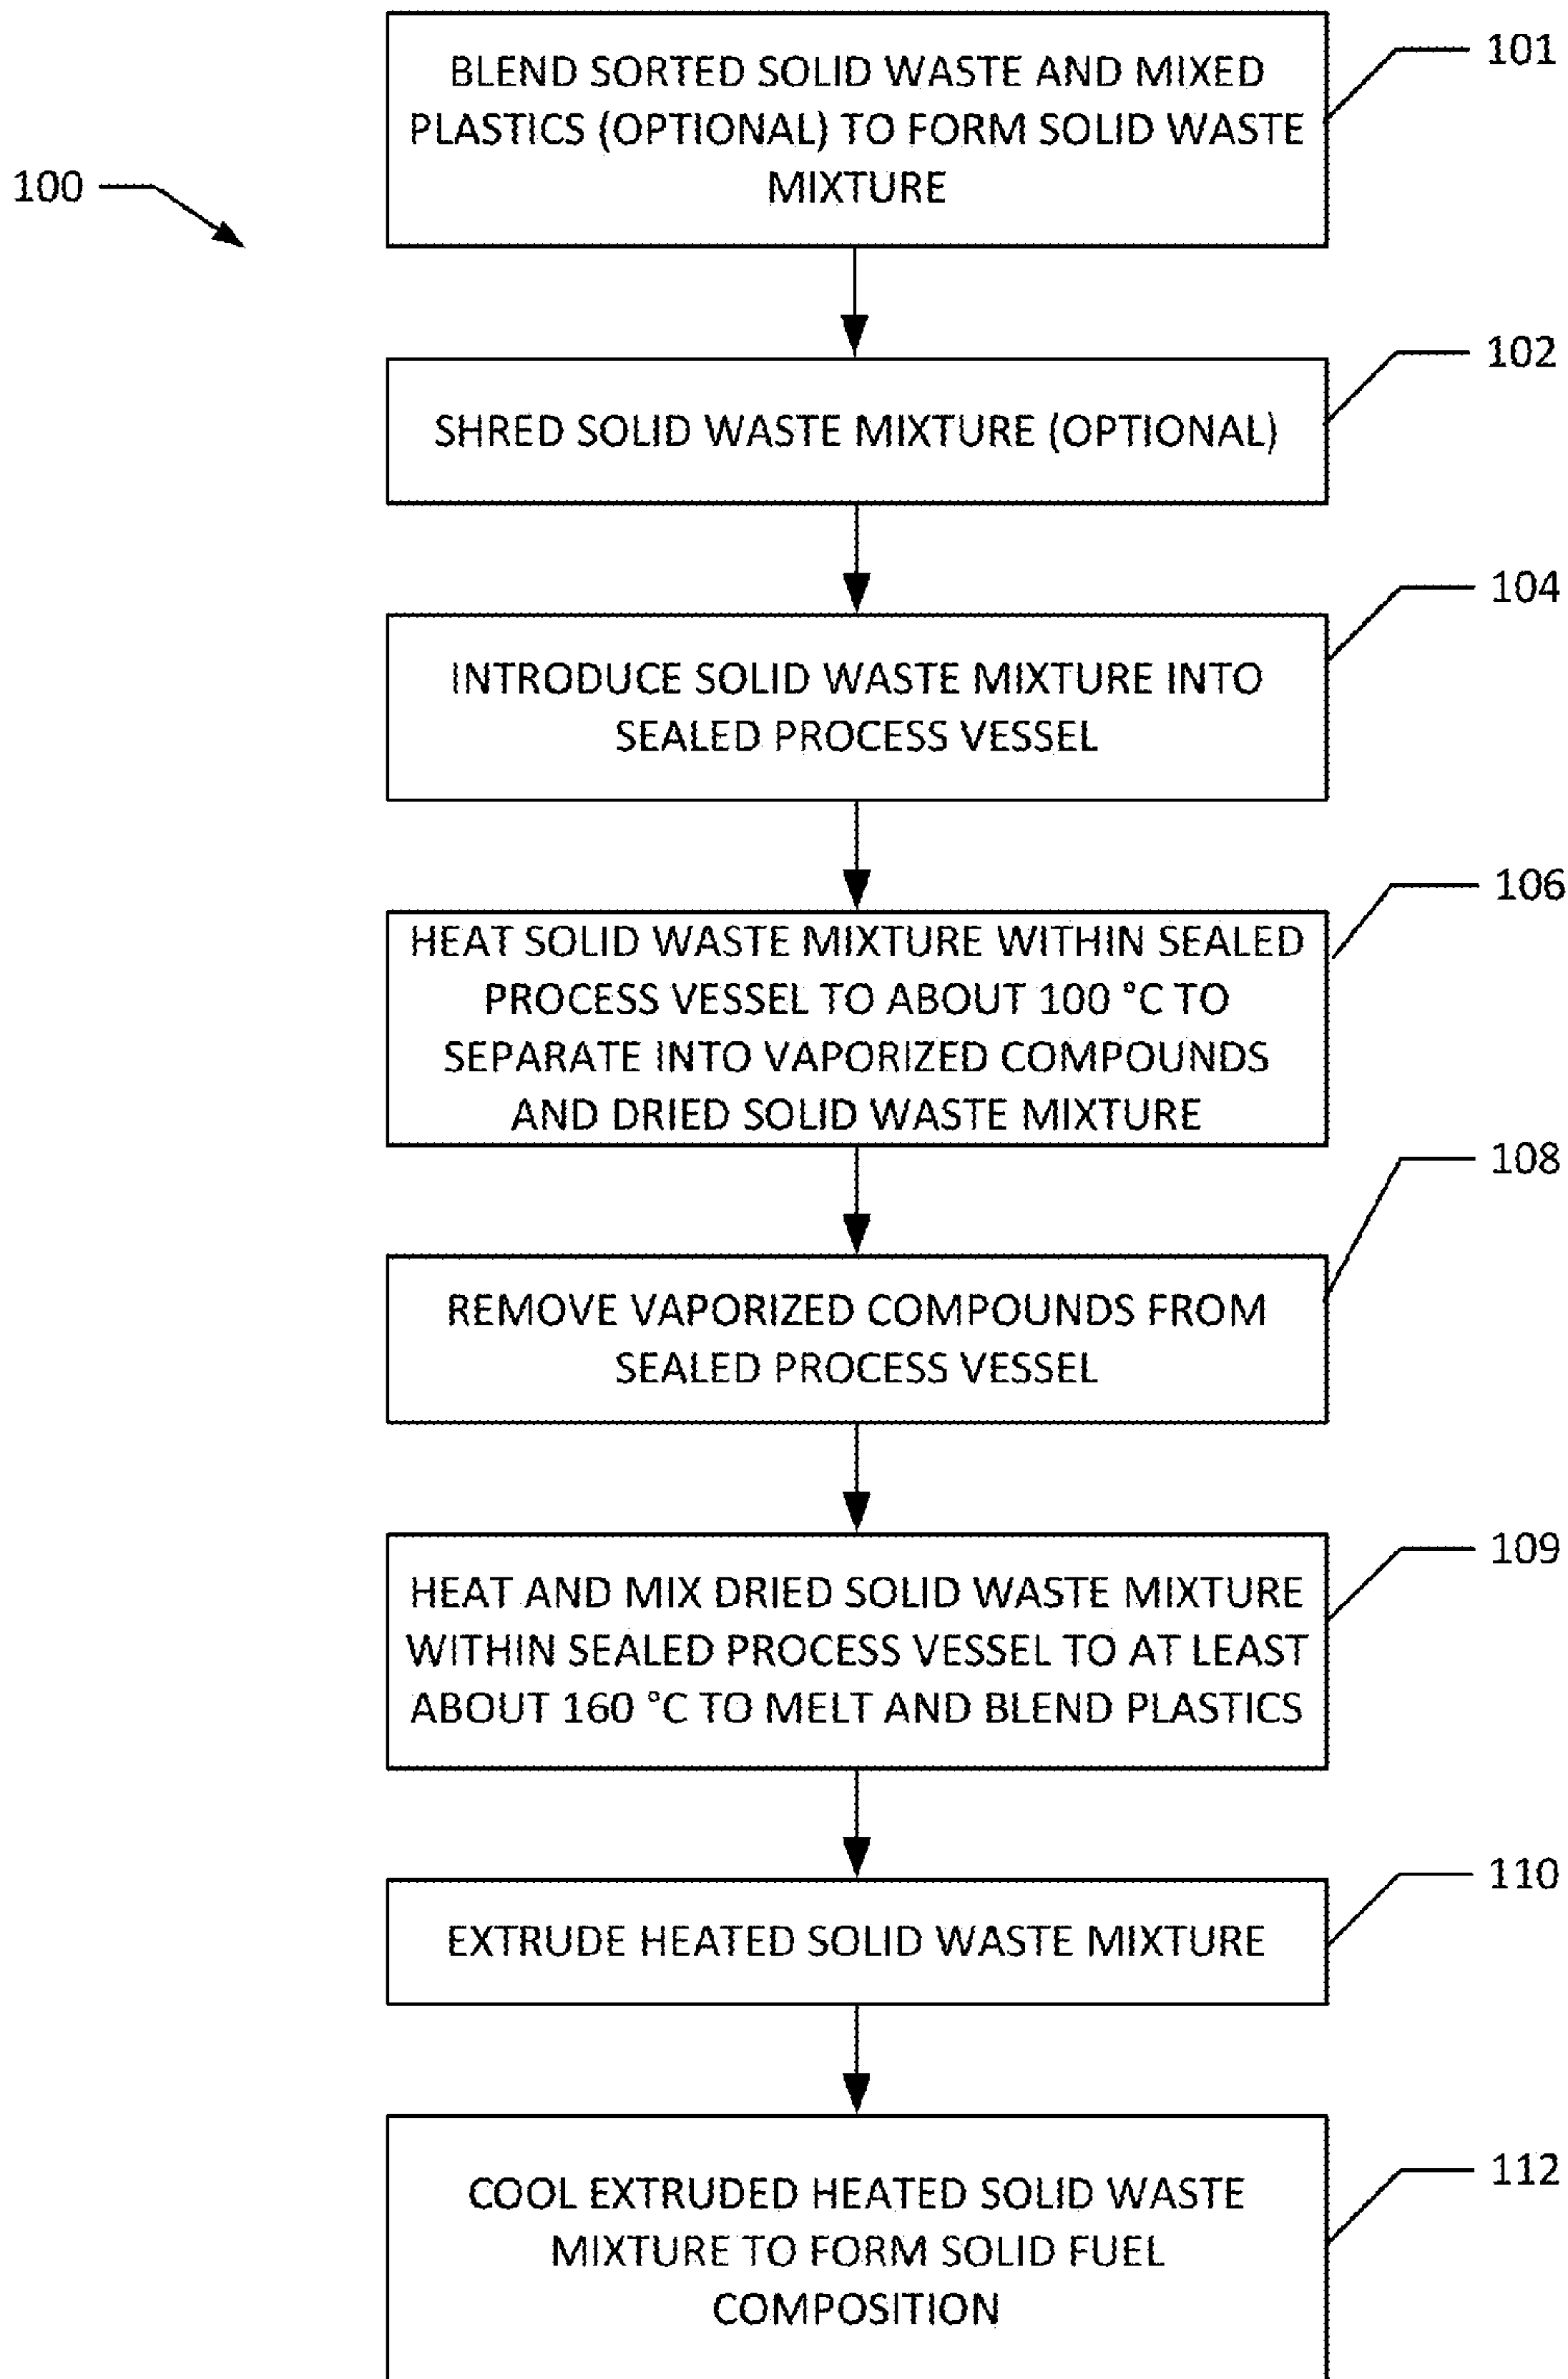 101
BLEND SORTED SOLID WASTE AND MIXED
PLASTICS (OPTIONAL) TO FORM SOLID WASTE
MIXTURE
100
102
SHRED SOLID WASTE MIXTURE (OPTIONAL)
104
INTRODUCE SOLID WASTE MIXTURE INTO
SEALED PROCESS VESSEL
106
HEAT SOLID WASTE MIXTURE WITHIN SEALED
PROCESS VESSEL TO ABOUT 100 °C TO
SEPARATE INTO VAPORIZED COMPOUNDS
AND DRIED SOLID WASTE MIXTURE
108
REMOVE VAPORIZED COMPOUNDS FROM
SEALED PROCESS VESSEL
109
HEAT AND MIX DRIED SOLID WASTE MIXTURE
WITHIN SEALED PROCESS VESSEL TO AT LEAST
ABOUT 160 °C TO MELT AND BLEND PLASTICS
110
EXTRUDE HEATED SOLID WASTE MIXTURE
112
COOL EXTRUDED HEATED SOLID WASTE
MIXTURE TO FORM SOLID FUEL
COMPOSITION